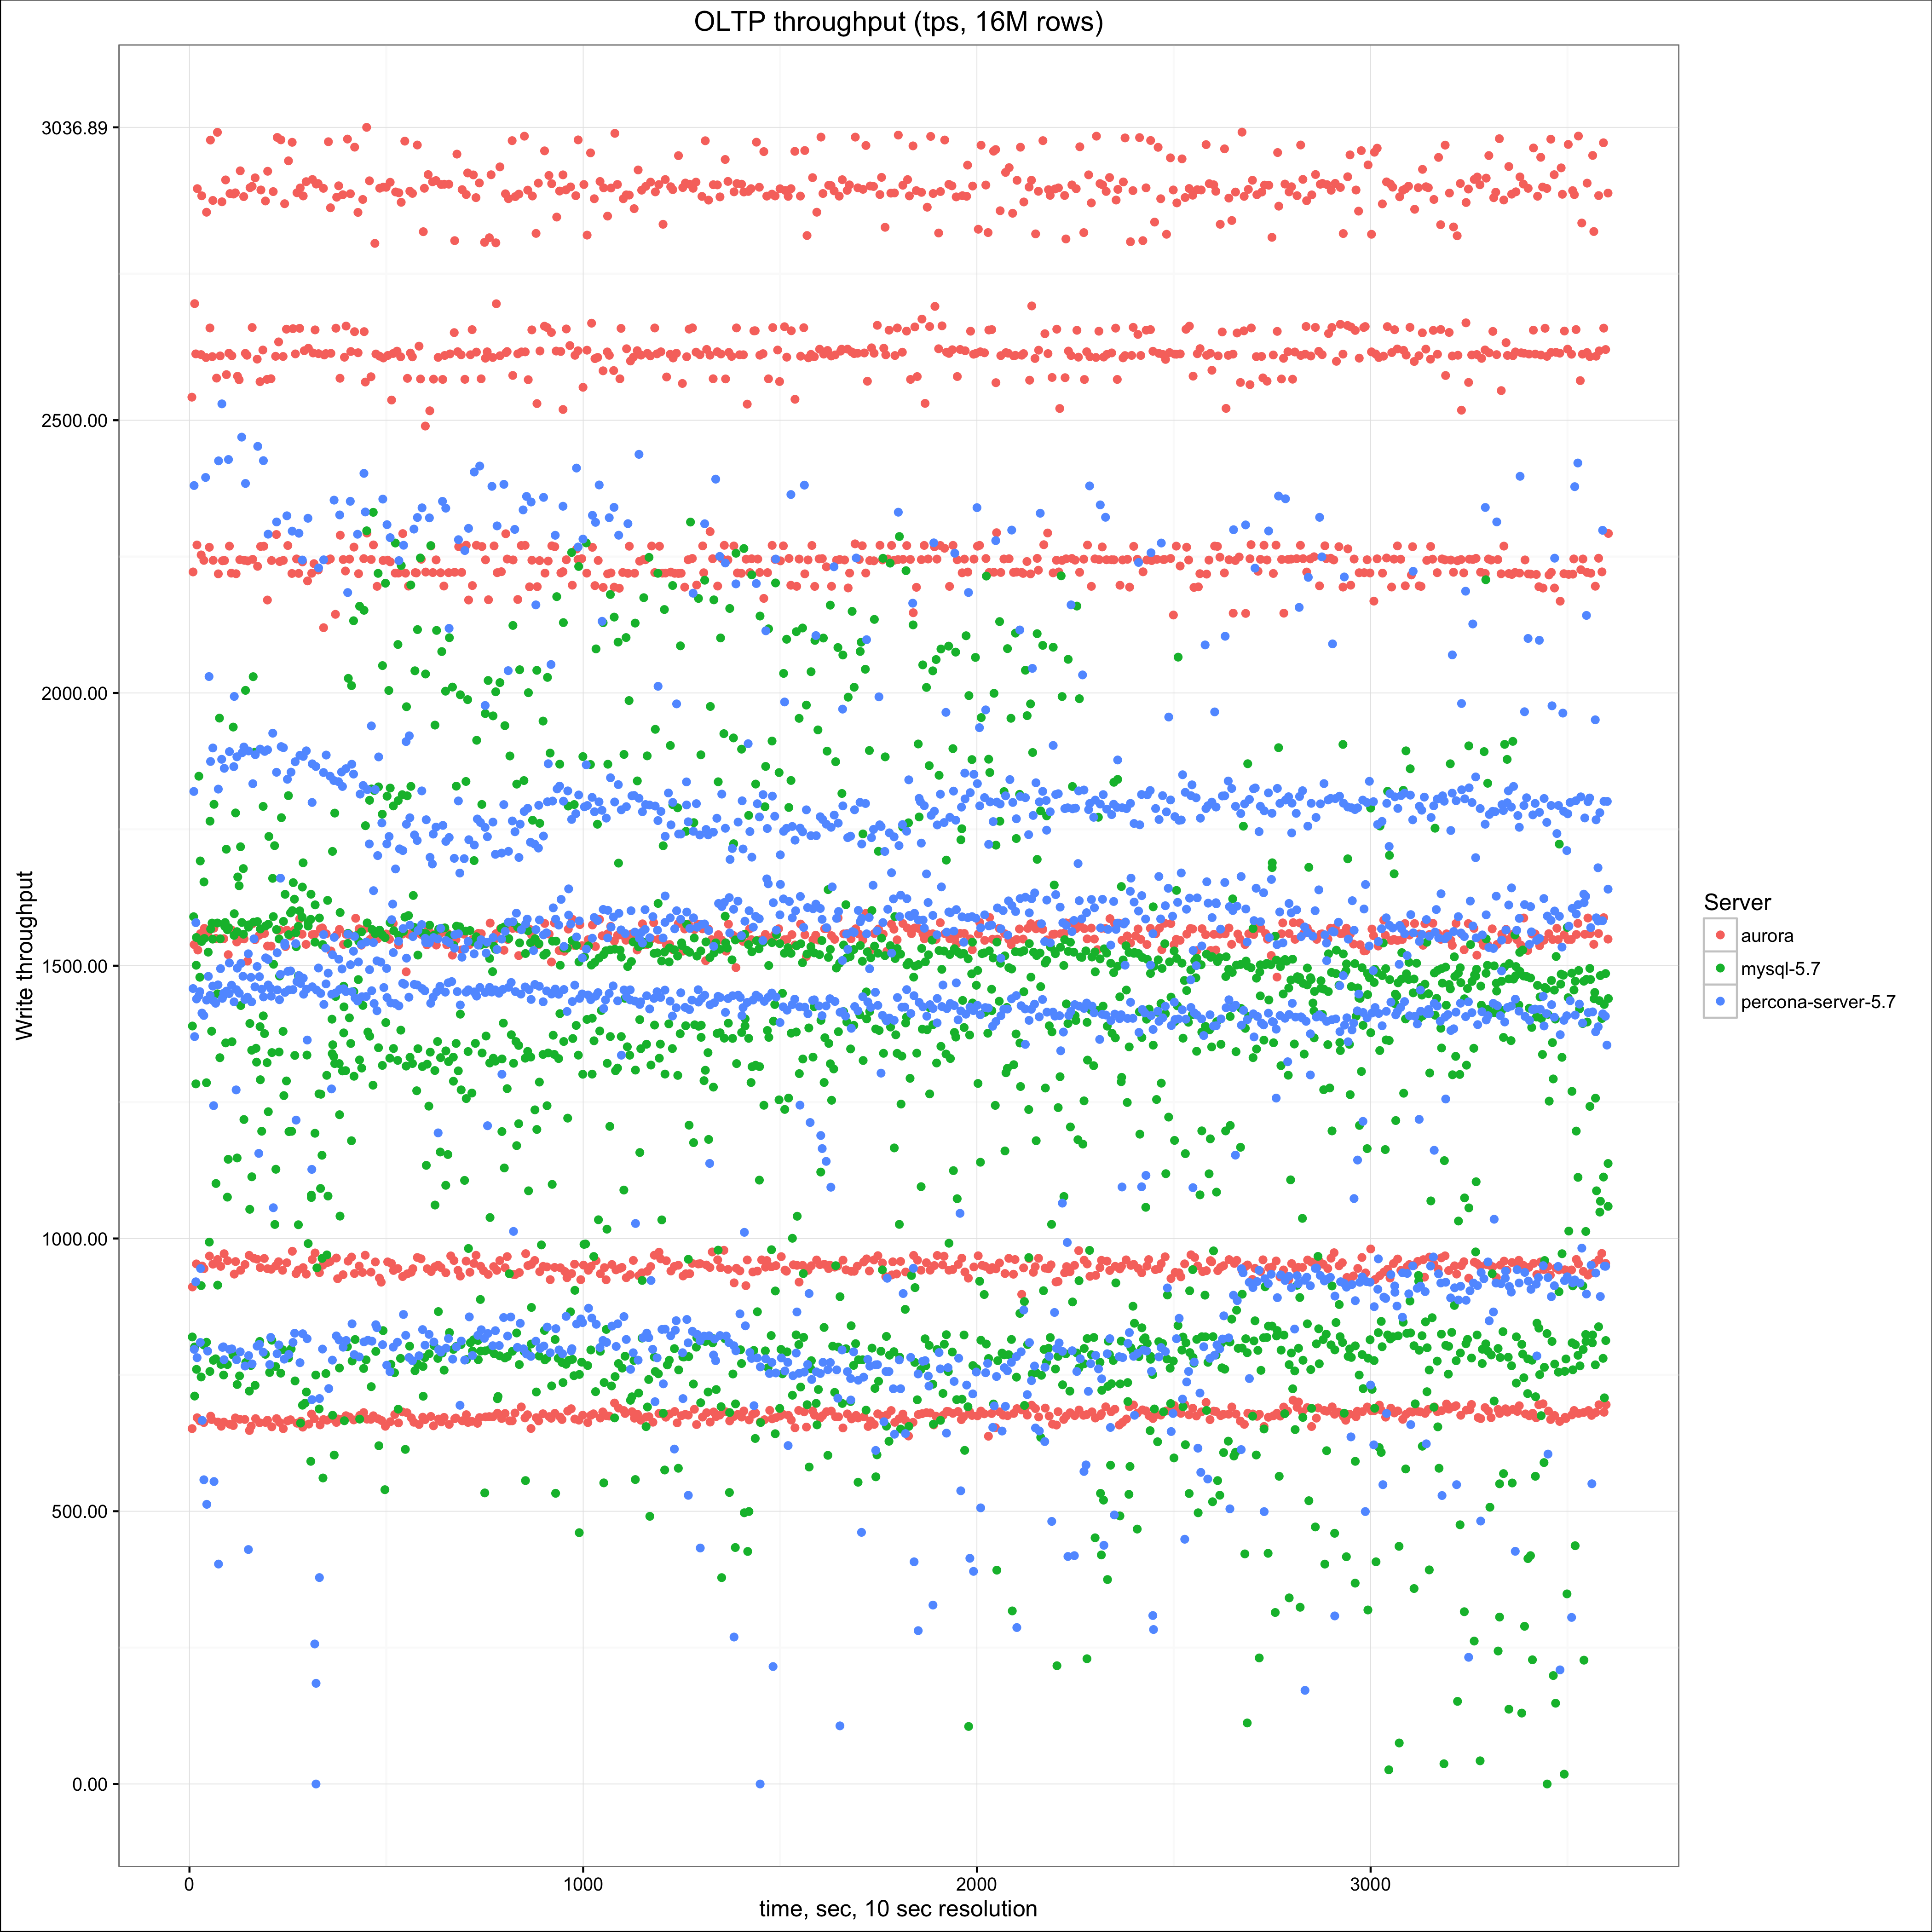 OLTP throughput (tps, 16M rows)
3036.89
2500.00
2000.00
1500.00
1000.00
500.00
0.00
Write throughput
0 1000 2000 3000
time, sec, 10 sec resolution
Server
aurora
mysql-5.7
percona-server-5.7